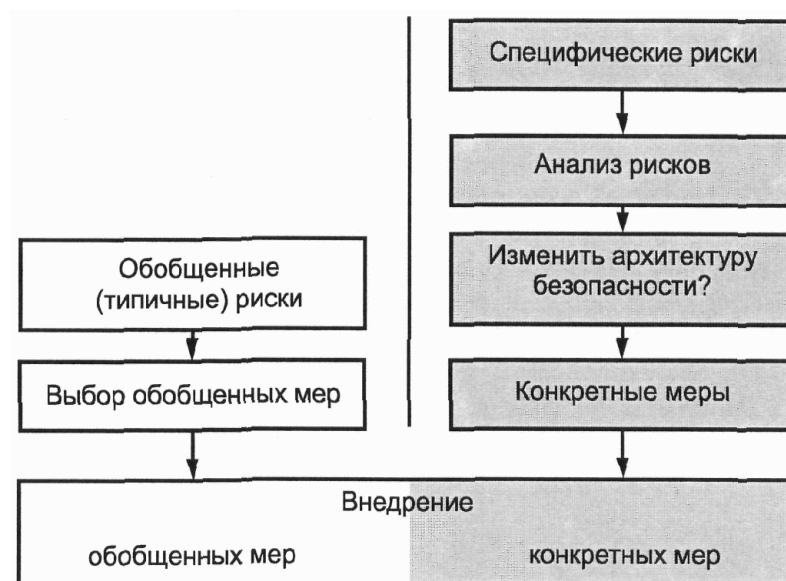 Специфические риски
Анализ рисков
Изменить архитектуру
безопасности?
Конкретные меры
Обобщенные
(типичные) риски
Выбор обобщенных мер
Внедрение
обобщенных мер
конкретных мер